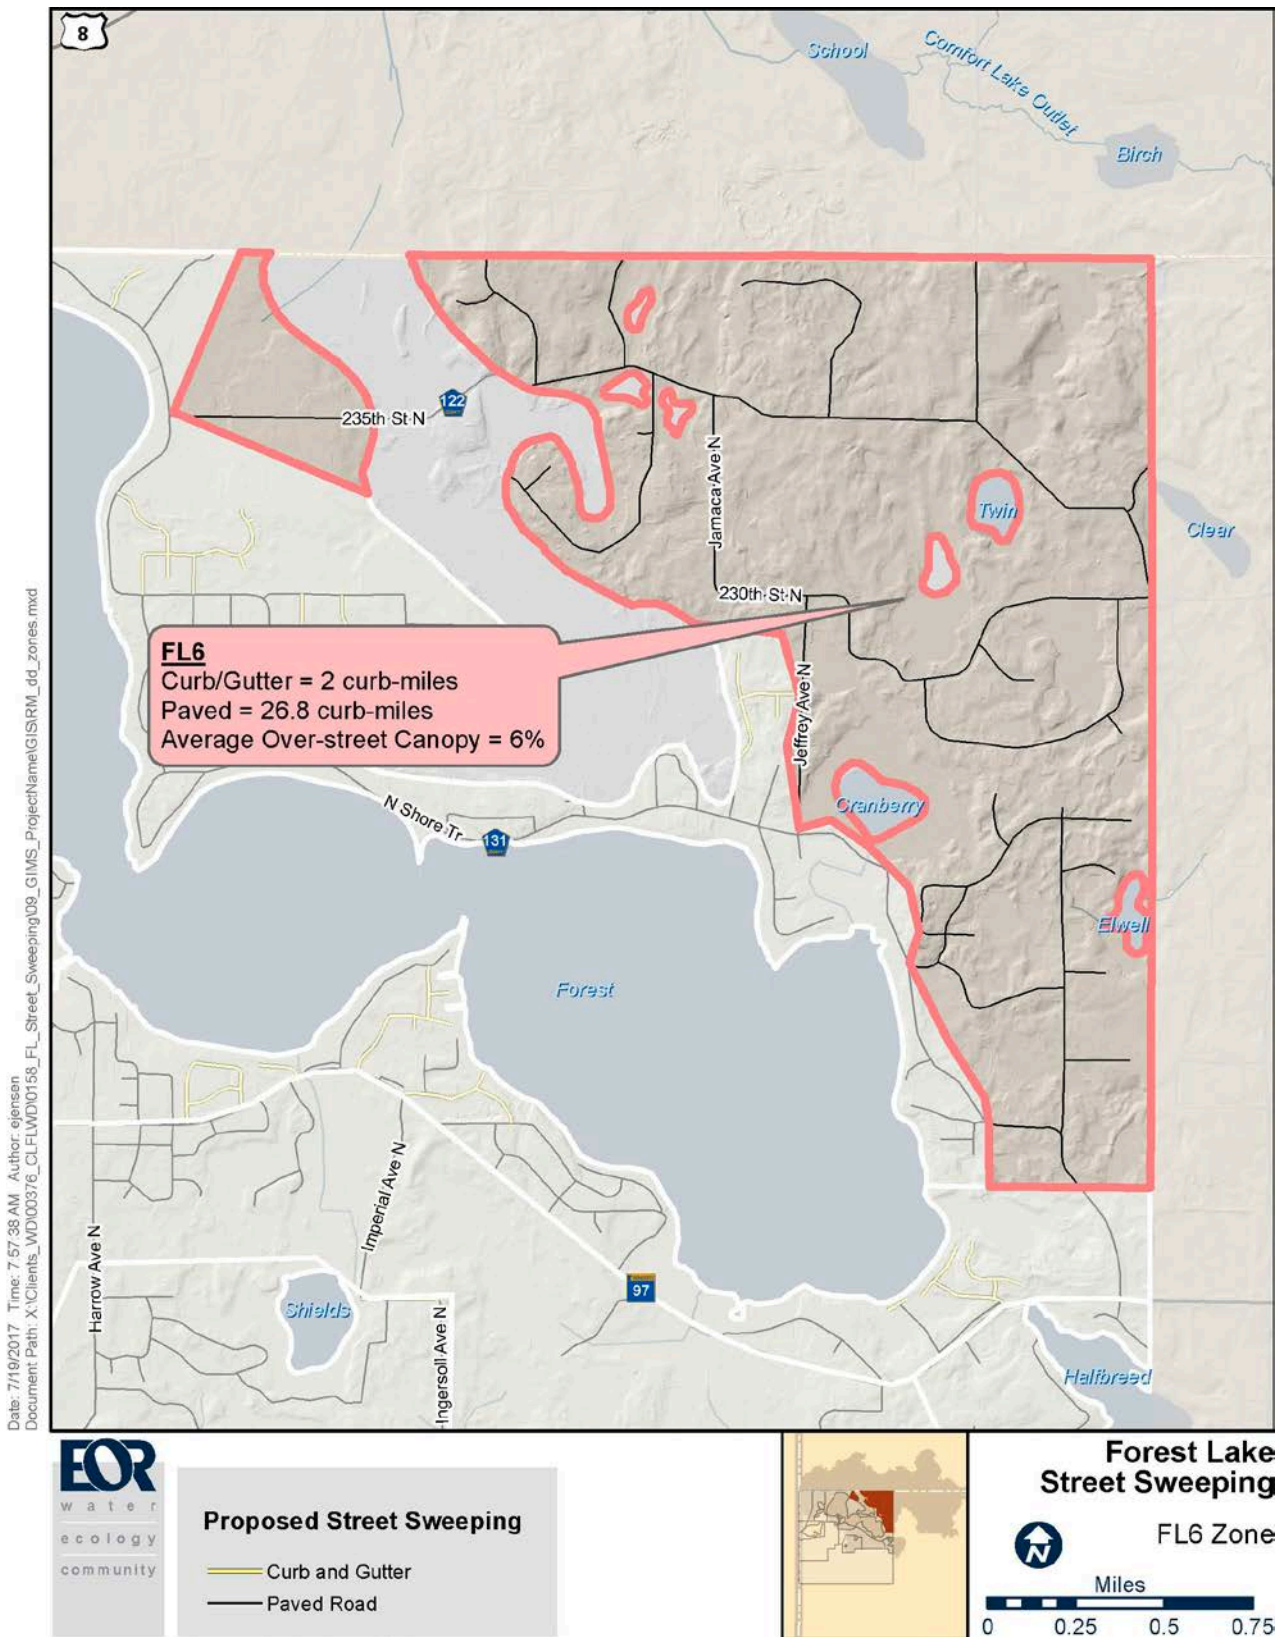 8
School
Comfort Lake Outlet
Birch
122
235th St N
Jamaca Ave N
Twin
Clear
230th St N
FL6
Curb/Gutter = 2 curb-miles
Paved = 26.8 curb-miles
Average Over-street Canopy = 6%
Jeffrey Ave N
Cranberry
N Shore Tr
131
Elwell
Forest
Imperial Ave N
Harrow Ave N
97
Shields
Ingersoll Ave N
Halfbreed
Date: 7/19/2017 Time: 7:57:38 AM Author: ejensen
Document Path: X:\Clients_WD\00376_CLFLWD\0158_FL_Street_Sweeping\09_GIMS_ProjectName\GIS\RM_dd_zones.mxd
EOR
water
ecology
community
Proposed Street Sweeping
Curb and Gutter
Paved Road
Forest Lake
Street Sweeping
N
FL6 Zone
Miles
0 0.25 0.5 0.75